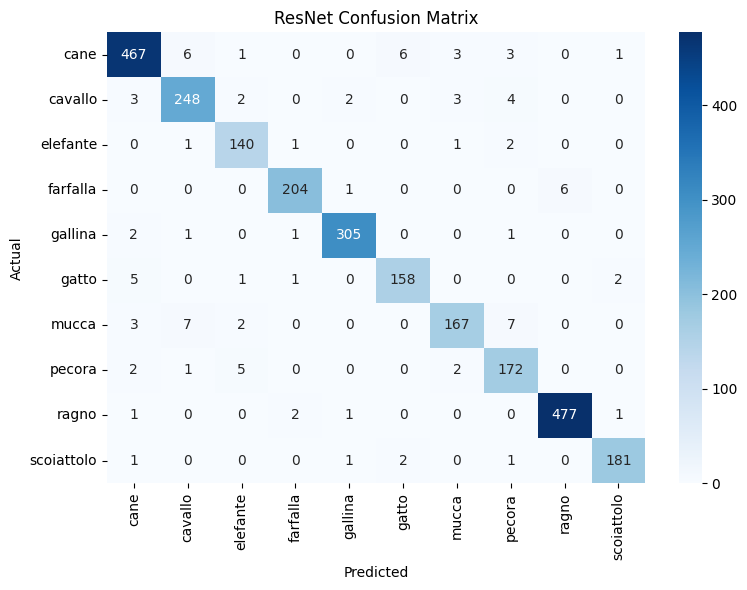 ResNet Confusion Matrix
cane 467 6 1 0 0 6 3 3 0 1
cavallo 3 248 2 0 2 0 3 4 0 0
elefante 0 1 140 1 0 0 1 2 0 0
farfalla 0 0 0 204 1 0 0 0 6 0
gallina 2 1 0 1 305 0 0 1 0 0
gatto 5 0 1 1 0 158 0 0 0 2
mucca 3 7 2 0 0 0 167 7 0 0
pecora 2 1 5 0 0 0 2 172 0 0
ragno 1 0 0 2 1 0 0 0 477 1
scoiattolo 1 0 0 0 1 2 0 1 0 181
Actual
cane cavallo elefante farfalla gallina gatto mucca pecora ragno scoiattolo
Predicted
400
300
200
100
0